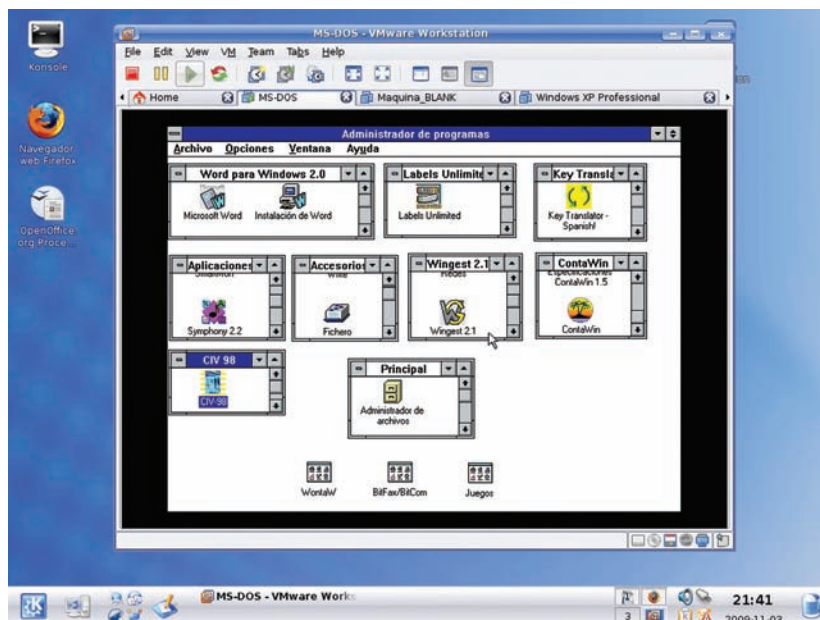 MS-DOS - VMware Workstation
File Edit View VM Team Tabs Help
Home MS-DOS Maquina_BLANK Windows XP Professional
Konsole
Navegador
web Firefox
OpenOffice.
org Proce...
Administrador de programas
Archivo Opciones Ventana Ayuda
Word para Windows 2.0
Microsoft Word Instalación de Word
Labels Unlimite
Labels Unlimited
Key Transla
Key Translator -
Spanish!
Aplicaciones
Symphony 2.2
Accesorios
Write
Fichero
Wingest 2.1
Redes
Wingest 2.1
ContaWin
Especificaciones
ContaWin 1.5
ContaWin
CIV 98
CIV-98
Principal
Administrador de
archivos
WontaW BitFax/BitCom Juegos
MS-DOS - VMware Works
3
21:41
2009-11-03